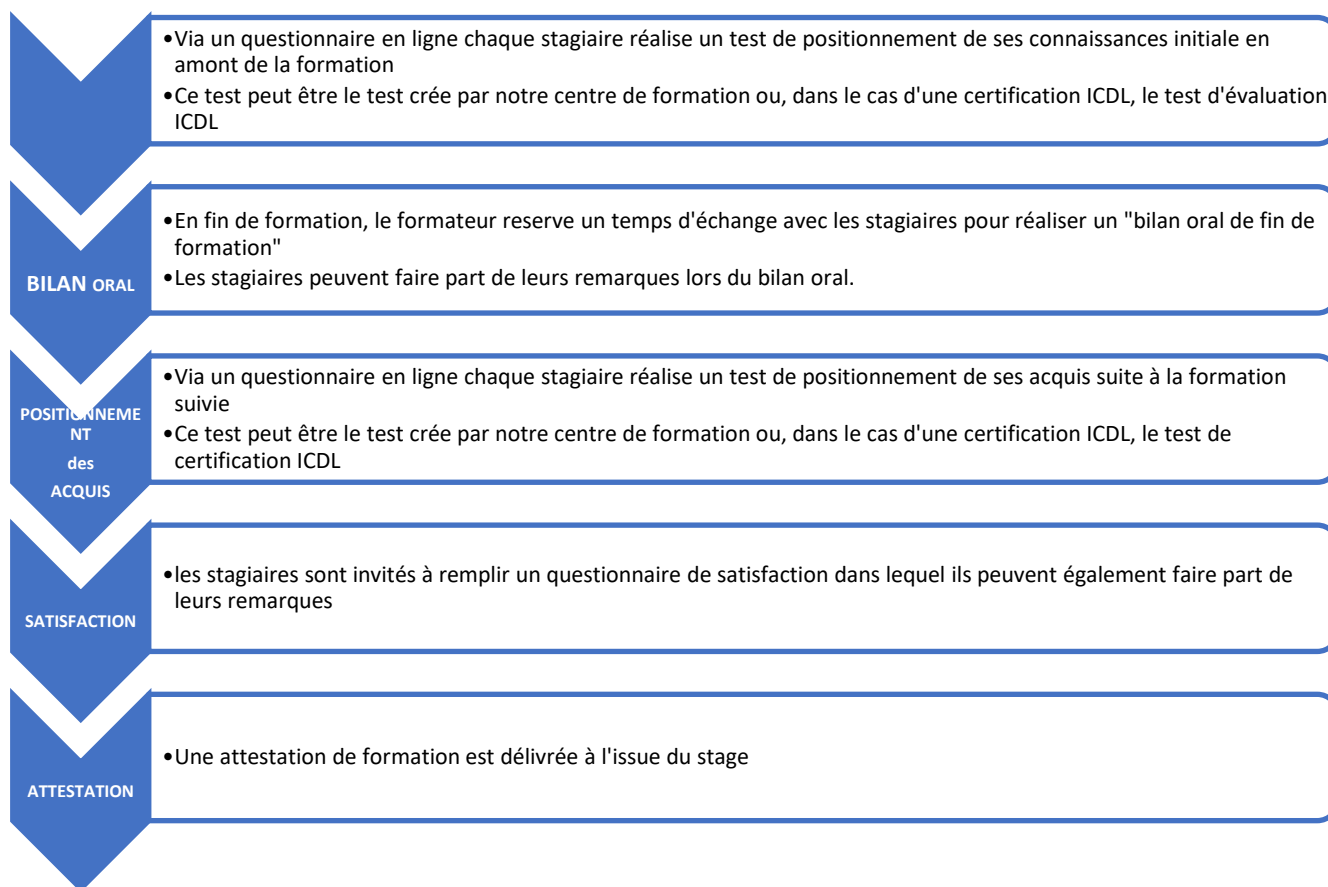 •Via un questionnaire en ligne chaque stagiaire réalise un test de positionnement de ses connaissances initiale en
amont de la formation
•Ce test peut être le test crée par notre centre de formation ou, dans le cas d'une certification ICDL, le test d'évaluation
ICDL
BILAN ORAL
•En fin de formation, le formateur reserve un temps d'échange avec les stagiaires pour réaliser un "bilan oral de fin de
formation"
•Les stagiaires peuvent faire part de leurs remarques lors du bilan oral.
POSITIONNEME
NT
des
ACQUIS
•Via un questionnaire en ligne chaque stagiaire réalise un test de positionnement de ses acquis suite à la formation
suivie
•Ce test peut être le test crée par notre centre de formation ou, dans le cas d'une certification ICDL, le test de
certification ICDL
SATISFACTION
•les stagiaires sont invités à remplir un questionnaire de satisfaction dans lequel ils peuvent également faire part de
leurs remarques
ATTESTATION
•Une attestation de formation est délivrée à l'issue du stage